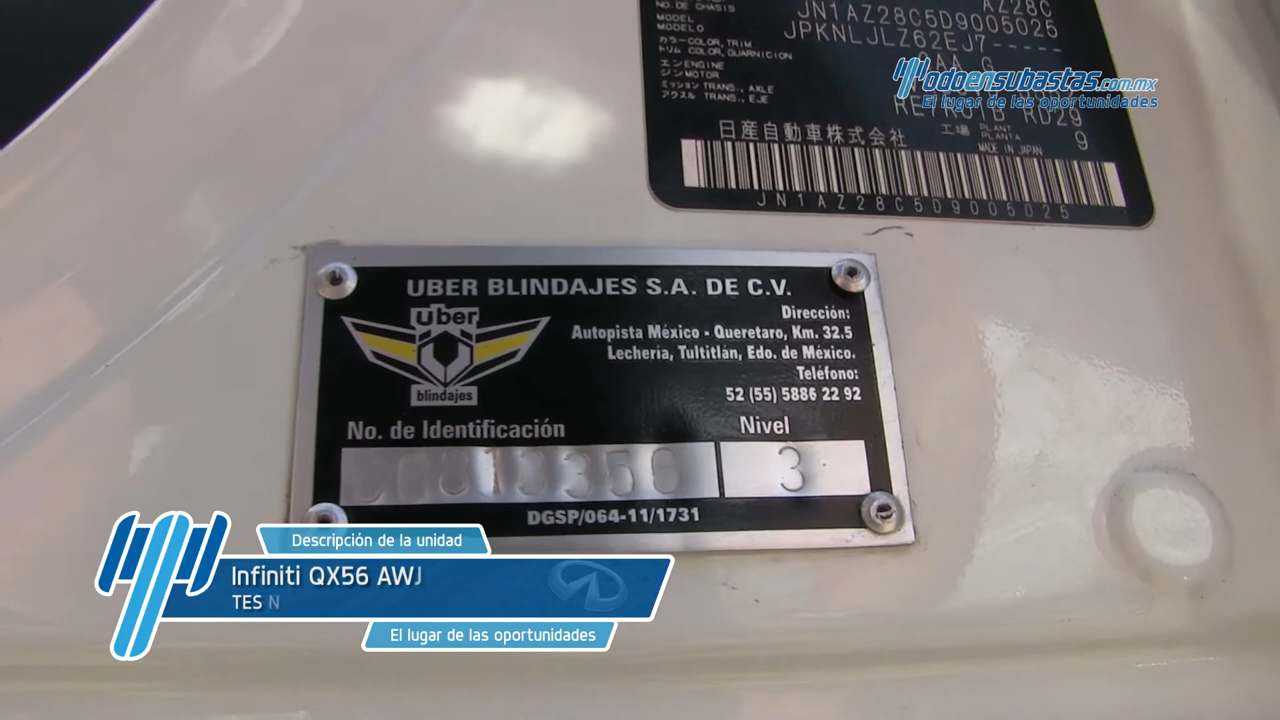 AZ28C
NO.DE CHASIS
JN1AZ28C5D9005025
MODEL
MODELO
JPKNLJLZ62EJ7-----
カラー COLOR, TRIM
トリム COLOR, GUARNICION
QAA G
エンジン ENGINE
ジン MOTOR
ミッション TRANS., AXLE
アクスル TRANS., EJE
RE7R01B RD29
日産自動車株式会社
工場 PLANT
PLANTA
9
MADE IN JAPAN
JN1AZ28C5D9005025
todoensubastas.com.mx
El lugar de las oportunidades
UBER BLINDAJES S.A. DE C.V.
uber
blindajes
Dirección:
Autopista México - Queretaro, Km. 32.5
Lechería, Tultitlán, Edo. de México.
Teléfono:
52 (55) 5886 22 92
No. de Identificación
Nivel
3
DGSP/064-11/1731
Descripción de la unidad
Infiniti QX56 AWJ
TES N
El lugar de las oportunidades